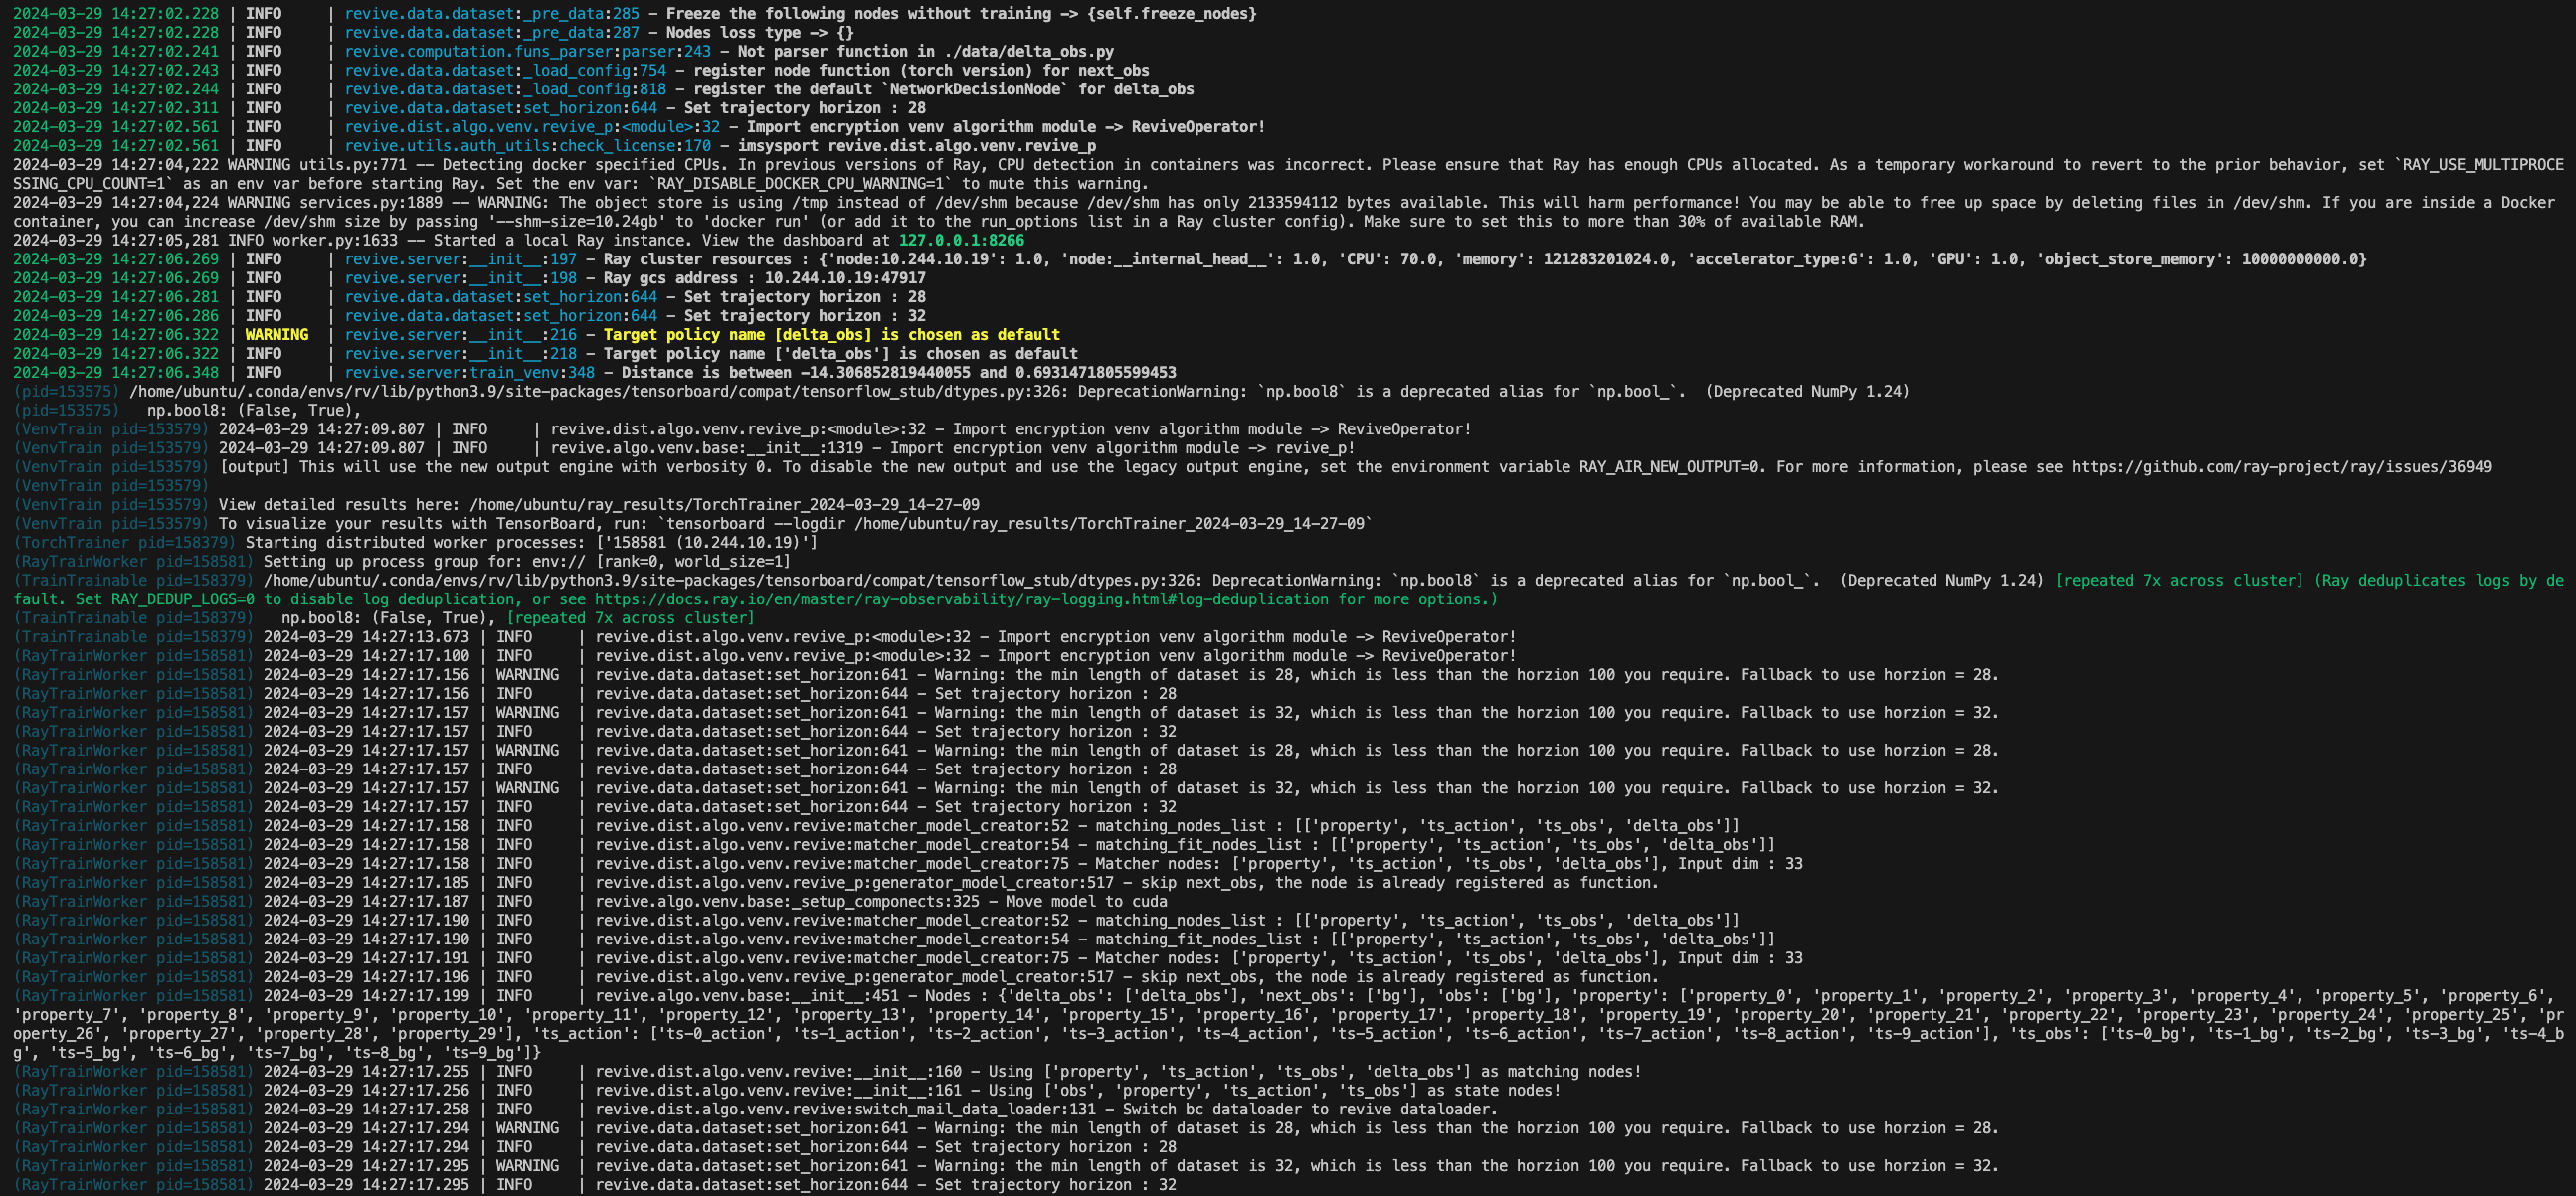 2024-03-29 14:27:02.228 | INFO     | revive.data.dataset:_pre_data:285 - Freeze the following nodes without training -> {self.freeze_nodes}
2024-03-29 14:27:02.228 | INFO     | revive.data.dataset:_pre_data:287 - Nodes loss type -> {}
2024-03-29 14:27:02.241 | INFO     | revive.computation.funs_parser:parser:243 - Not parser function in ./data/delta_obs.py
2024-03-29 14:27:02.243 | INFO     | revive.data.dataset:_load_config:754 - register node function (torch version) for next_obs
2024-03-29 14:27:02.244 | INFO     | revive.data.dataset:_load_config:818 - register the default `NetworkDecisionNode` for delta_obs
2024-03-29 14:27:02.311 | INFO     | revive.data.dataset:set_horizon:644 - Set trajectory horizon : 28
2024-03-29 14:27:02.561 | INFO     | revive.dist.algo.venv.revive_p:<module>:32 - Import encryption venv algorithm module -> ReviveOperator!
2024-03-29 14:27:02.561 | INFO     | revive.utils.auth_utils:check_license:170 - imsysport revive.dist.algo.venv.revive_p
2024-03-29 14:27:04,222 WARNING utils.py:771 -- Detecting docker specified CPUs. In previous versions of Ray, CPU detection in containers was incorrect. Please ensure that Ray has enough CPUs allocated. As a temporary workaround to revert to the prior behavior, set `RAY_USE_MULTIPROCE
SSING_CPU_COUNT=1` as an env var before starting Ray. Set the env var: `RAY_DISABLE_DOCKER_CPU_WARNING=1` to mute this warning.
2024-03-29 14:27:04,224 WARNING services.py:1889 -- WARNING: The object store is using /tmp instead of /dev/shm because /dev/shm has only 2133594112 bytes available. This will harm performance! You may be able to free up space by deleting files in /dev/shm. If you are inside a Docker
container, you can increase /dev/shm size by passing '--shm-size=10.24gb' to 'docker run' (or add it to the run_options list in a Ray cluster config). Make sure to set this to more than 30% of available RAM.
2024-03-29 14:27:05,281 INFO worker.py:1633 -- Started a local Ray instance. View the dashboard at 127.0.0.1:8266
2024-03-29 14:27:06.269 | INFO     | revive.server:__init__:197 - Ray cluster resources : {'node:10.244.10.19': 1.0, 'node:__internal_head__': 1.0, 'CPU': 70.0, 'memory': 121283201024.0, 'accelerator_type:G': 1.0, 'GPU': 1.0, 'object_store_memory': 10000000000.0}
2024-03-29 14:27:06.269 | INFO     | revive.server:__init__:198 - Ray gcs address : 10.244.10.19:47917
2024-03-29 14:27:06.281 | INFO     | revive.data.dataset:set_horizon:644 - Set trajectory horizon : 28
2024-03-29 14:27:06.286 | INFO     | revive.data.dataset:set_horizon:644 - Set trajectory horizon : 32
2024-03-29 14:27:06.322 | WARNING  | revive.server:__init__:216 - Target policy name [delta_obs] is chosen as default
2024-03-29 14:27:06.322 | INFO     | revive.server:__init__:218 - Target policy name ['delta_obs'] is chosen as default
2024-03-29 14:27:06.348 | INFO     | revive.server:train_venv:348 - Distance is between -14.306852819440055 and 0.6931471805599453
(pid=153575) /home/ubuntu/.conda/envs/rv/lib/python3.9/site-packages/tensorboard/compat/tensorflow_stub/dtypes.py:326: DeprecationWarning: `np.bool8` is a deprecated alias for `np.bool_`.  (Deprecated NumPy 1.24)
(pid=153575)   np.bool8: (False, True),
(VenvTrain pid=153579) 2024-03-29 14:27:09.807 | INFO     | revive.dist.algo.venv.revive_p:<module>:32 - Import encryption venv algorithm module -> ReviveOperator!
(VenvTrain pid=153579) 2024-03-29 14:27:09.807 | INFO     | revive.algo.venv.base:__init__:1319 - Import encryption venv algorithm module -> revive_p!
(VenvTrain pid=153579) [output] This will use the new output engine with verbosity 0. To disable the new output and use the legacy output engine, set the environment variable RAY_AIR_NEW_OUTPUT=0. For more information, please see https://github.com/ray-project/ray/issues/36949
(VenvTrain pid=153579)
(VenvTrain pid=153579) View detailed results here: /home/ubuntu/ray_results/TorchTrainer_2024-03-29_14-27-09
(VenvTrain pid=153579) To visualize your results with TensorBoard, run: `tensorboard --logdir /home/ubuntu/ray_results/TorchTrainer_2024-03-29_14-27-09`
(TorchTrainer pid=158379) Starting distributed worker processes: ['158581 (10.244.10.19)']
(RayTrainWorker pid=158581) Setting up process group for: env:// [rank=0, world_size=1]
(TrainTrainable pid=158379) /home/ubuntu/.conda/envs/rv/lib/python3.9/site-packages/tensorboard/compat/tensorflow_stub/dtypes.py:326: DeprecationWarning: `np.bool8` is a deprecated alias for `np.bool_`.  (Deprecated NumPy 1.24) [repeated 7x across cluster] (Ray deduplicates logs by de
fault. Set RAY_DEDUP_LOGS=0 to disable log deduplication, or see https://docs.ray.io/en/master/ray-observability/ray-logging.html#log-deduplication for more options.)
(TrainTrainable pid=158379)   np.bool8: (False, True), [repeated 7x across cluster]
(TrainTrainable pid=158379) 2024-03-29 14:27:13.673 | INFO     | revive.dist.algo.venv.revive_p:<module>:32 - Import encryption venv algorithm module -> ReviveOperator!
(RayTrainWorker pid=158581) 2024-03-29 14:27:17.100 | INFO     | revive.dist.algo.venv.revive_p:<module>:32 - Import encryption venv algorithm module -> ReviveOperator!
(RayTrainWorker pid=158581) 2024-03-29 14:27:17.156 | WARNING  | revive.data.dataset:set_horizon:641 - Warning: the min length of dataset is 28, which is less than the horzion 100 you require. Fallback to use horzion = 28.
(RayTrainWorker pid=158581) 2024-03-29 14:27:17.156 | INFO     | revive.data.dataset:set_horizon:644 - Set trajectory horizon : 28
(RayTrainWorker pid=158581) 2024-03-29 14:27:17.157 | WARNING  | revive.data.dataset:set_horizon:641 - Warning: the min length of dataset is 32, which is less than the horzion 100 you require. Fallback to use horzion = 32.
(RayTrainWorker pid=158581) 2024-03-29 14:27:17.157 | INFO     | revive.data.dataset:set_horizon:644 - Set trajectory horizon : 32
(RayTrainWorker pid=158581) 2024-03-29 14:27:17.157 | WARNING  | revive.data.dataset:set_horizon:641 - Warning: the min length of dataset is 28, which is less than the horzion 100 you require. Fallback to use horzion = 28.
(RayTrainWorker pid=158581) 2024-03-29 14:27:17.157 | INFO     | revive.data.dataset:set_horizon:644 - Set trajectory horizon : 28
(RayTrainWorker pid=158581) 2024-03-29 14:27:17.157 | WARNING  | revive.data.dataset:set_horizon:641 - Warning: the min length of dataset is 32, which is less than the horzion 100 you require. Fallback to use horzion = 32.
(RayTrainWorker pid=158581) 2024-03-29 14:27:17.157 | INFO     | revive.data.dataset:set_horizon:644 - Set trajectory horizon : 32
(RayTrainWorker pid=158581) 2024-03-29 14:27:17.158 | INFO     | revive.dist.algo.venv.revive:matcher_model_creator:52 - matching_nodes_list : [['property', 'ts_action', 'ts_obs', 'delta_obs']]
(RayTrainWorker pid=158581) 2024-03-29 14:27:17.158 | INFO     | revive.dist.algo.venv.revive:matcher_model_creator:54 - matching_fit_nodes_list : [['property', 'ts_action', 'ts_obs', 'delta_obs']]
(RayTrainWorker pid=158581) 2024-03-29 14:27:17.158 | INFO     | revive.dist.algo.venv.revive:matcher_model_creator:75 - Matcher nodes: ['property', 'ts_action', 'ts_obs', 'delta_obs'], Input dim : 33
(RayTrainWorker pid=158581) 2024-03-29 14:27:17.185 | INFO     | revive.dist.algo.venv.revive_p:generator_model_creator:517 - skip next_obs, the node is already registered as function.
(RayTrainWorker pid=158581) 2024-03-29 14:27:17.187 | INFO     | revive.algo.venv.base:_setup_componects:325 - Move model to cuda
(RayTrainWorker pid=158581) 2024-03-29 14:27:17.190 | INFO     | revive.dist.algo.venv.revive:matcher_model_creator:52 - matching_nodes_list : [['property', 'ts_action', 'ts_obs', 'delta_obs']]
(RayTrainWorker pid=158581) 2024-03-29 14:27:17.190 | INFO     | revive.dist.algo.venv.revive:matcher_model_creator:54 - matching_fit_nodes_list : [['property', 'ts_action', 'ts_obs', 'delta_obs']]
(RayTrainWorker pid=158581) 2024-03-29 14:27:17.191 | INFO     | revive.dist.algo.venv.revive:matcher_model_creator:75 - Matcher nodes: ['property', 'ts_action', 'ts_obs', 'delta_obs'], Input dim : 33
(RayTrainWorker pid=158581) 2024-03-29 14:27:17.196 | INFO     | revive.dist.algo.venv.revive_p:generator_model_creator:517 - skip next_obs, the node is already registered as function.
(RayTrainWorker pid=158581) 2024-03-29 14:27:17.199 | INFO     | revive.algo.venv.base:__init__:451 - Nodes : {'delta_obs': ['delta_obs'], 'next_obs': ['bg'], 'obs': ['bg'], 'property': ['property_0', 'property_1', 'property_2', 'property_3', 'property_4', 'property_5', 'property_6',
'property_7', 'property_8', 'property_9', 'property_10', 'property_11', 'property_12', 'property_13', 'property_14', 'property_15', 'property_16', 'property_17', 'property_18', 'property_19', 'property_20', 'property_21', 'property_22', 'property_23', 'property_24', 'property_25', 'pr
operty_26', 'property_27', 'property_28', 'property_29'], 'ts_action': ['ts-0_action', 'ts-1_action', 'ts-2_action', 'ts-3_action', 'ts-4_action', 'ts-5_action', 'ts-6_action', 'ts-7_action', 'ts-8_action', 'ts-9_action'], 'ts_obs': ['ts-0_bg', 'ts-1_bg', 'ts-2_bg', 'ts-3_bg', 'ts-4_b
g', 'ts-5_bg', 'ts-6_bg', 'ts-7_bg', 'ts-8_bg', 'ts-9_bg']}
(RayTrainWorker pid=158581) 2024-03-29 14:27:17.255 | INFO     | revive.dist.algo.venv.revive:__init__:160 - Using ['property', 'ts_action', 'ts_obs', 'delta_obs'] as matching nodes!
(RayTrainWorker pid=158581) 2024-03-29 14:27:17.256 | INFO     | revive.dist.algo.venv.revive:__init__:161 - Using ['obs', 'property', 'ts_action', 'ts_obs'] as state nodes!
(RayTrainWorker pid=158581) 2024-03-29 14:27:17.258 | INFO     | revive.dist.algo.venv.revive:switch_mail_data_loader:131 - Switch bc dataloader to revive dataloader.
(RayTrainWorker pid=158581) 2024-03-29 14:27:17.294 | WARNING  | revive.data.dataset:set_horizon:641 - Warning: the min length of dataset is 28, which is less than the horzion 100 you require. Fallback to use horzion = 28.
(RayTrainWorker pid=158581) 2024-03-29 14:27:17.294 | INFO     | revive.data.dataset:set_horizon:644 - Set trajectory horizon : 28
(RayTrainWorker pid=158581) 2024-03-29 14:27:17.295 | WARNING  | revive.data.dataset:set_horizon:641 - Warning: the min length of dataset is 32, which is less than the horzion 100 you require. Fallback to use horzion = 32.
(RayTrainWorker pid=158581) 2024-03-29 14:27:17.295 | INFO     | revive.data.dataset:set_horizon:644 - Set trajectory horizon : 32